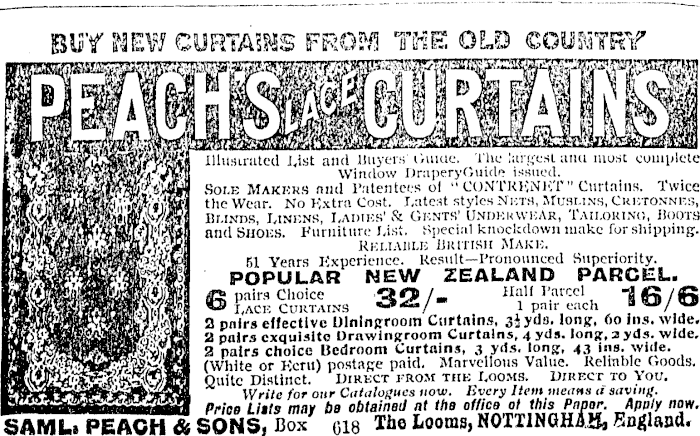 BUY NEW CURTAINS FROM THE OLD COUNTRY
PEACH'S LACE CURTAINS
Illustrated List and Buyers' Guide. The largest and most complete
Window DraperyGuide issued.
SOLE MAKERS and Patentees of "CONTRENET" Curtains. Twice
the Wear. No Extra Cost. Latest styles NETS, MUSLINS, CRETONNES,
BLINDS, LINENS, LADIES' & GENTS' UNDERWEAR, TAILORING, BOOTS
and SHOES. Furniture List. Special knockdown make for shipping.
RELIABLE BRITISH MAKE.
51 Years Experience. Result—Pronounced Superiority.
POPULAR NEW ZEALAND PARCEL.
6 pairs Choice LACE CURTAINS 32/- Half Parcel 1 pair each 16/6
2 pairs effective Diningroom Curtains, 3½ yds. long, 60 ins. wide.
2 pairs exquisite Drawingroom Curtains, 4 yds. long, 2 yds. wide.
2 pairs choice Bedroom Curtains, 3 yds. long, 43 ins. wide.
(White or Ecru) postage paid. Marvellous Value. Reliable Goods.
Quite Distinct. DIRECT FROM THE LOOMS. DIRECT TO YOU.
Write for our Catalogues now. Every Item means a saving.
Price Lists may be obtained at the office of this Paper. Apply now.
SAML. PEACH & SONS, Box 618 The Looms, NOTTINGHAM, England.